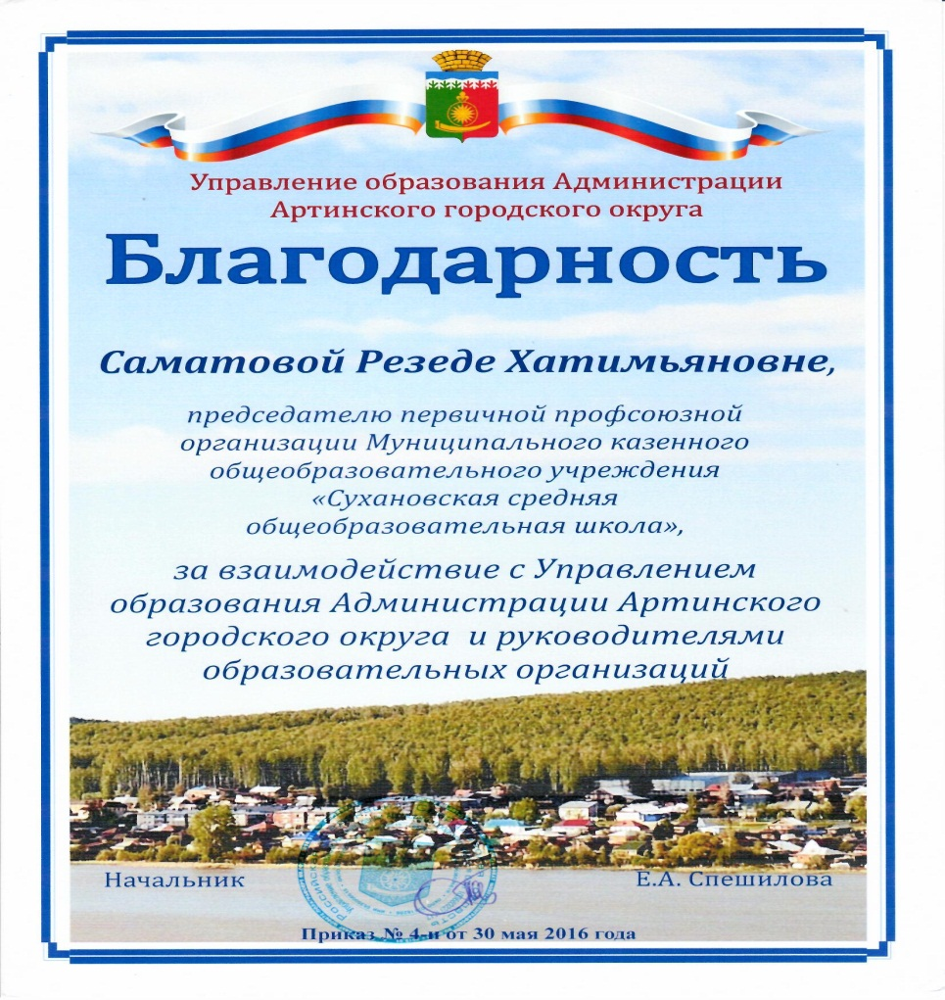 Управление образования Администрации
Артинского городского округа
Благодарность
Саматовой Резеде Хатимьяновне,
председателю первичной профсоюзной
организации Муниципального казенного
общеобразовательного учреждения
«Сухановская средняя
общеобразовательная школа»,
за взаимодействие с Управлением
образования Администрации Артинского
городского округа и руководителями
образовательных организаций
Начальник Е.А. Спешилова
Приказ № 4-и от 30 мая 2016 года